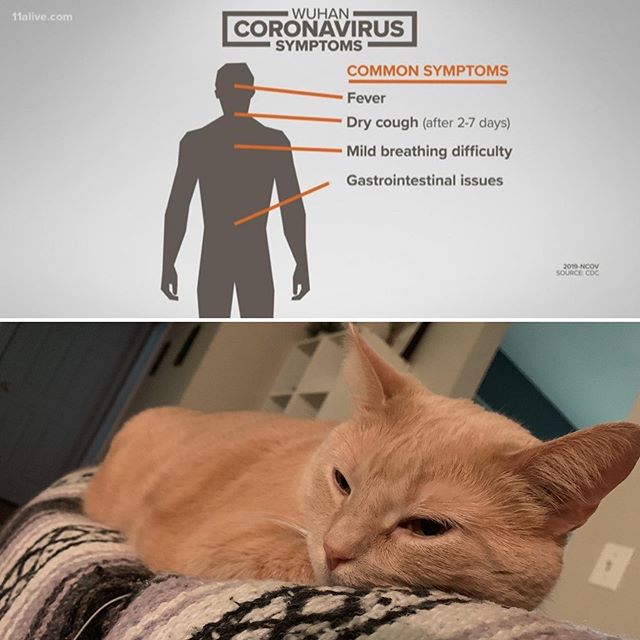 11alive.com
WUHAN
CORONAVIRUS
SYMPTOMS
COMMON SYMPTOMS
Fever
Dry cough (after 2-7 days)
Mild breathing difficulty
Gastrointestinal issues
2019-NCOV
SOURCE: CDC